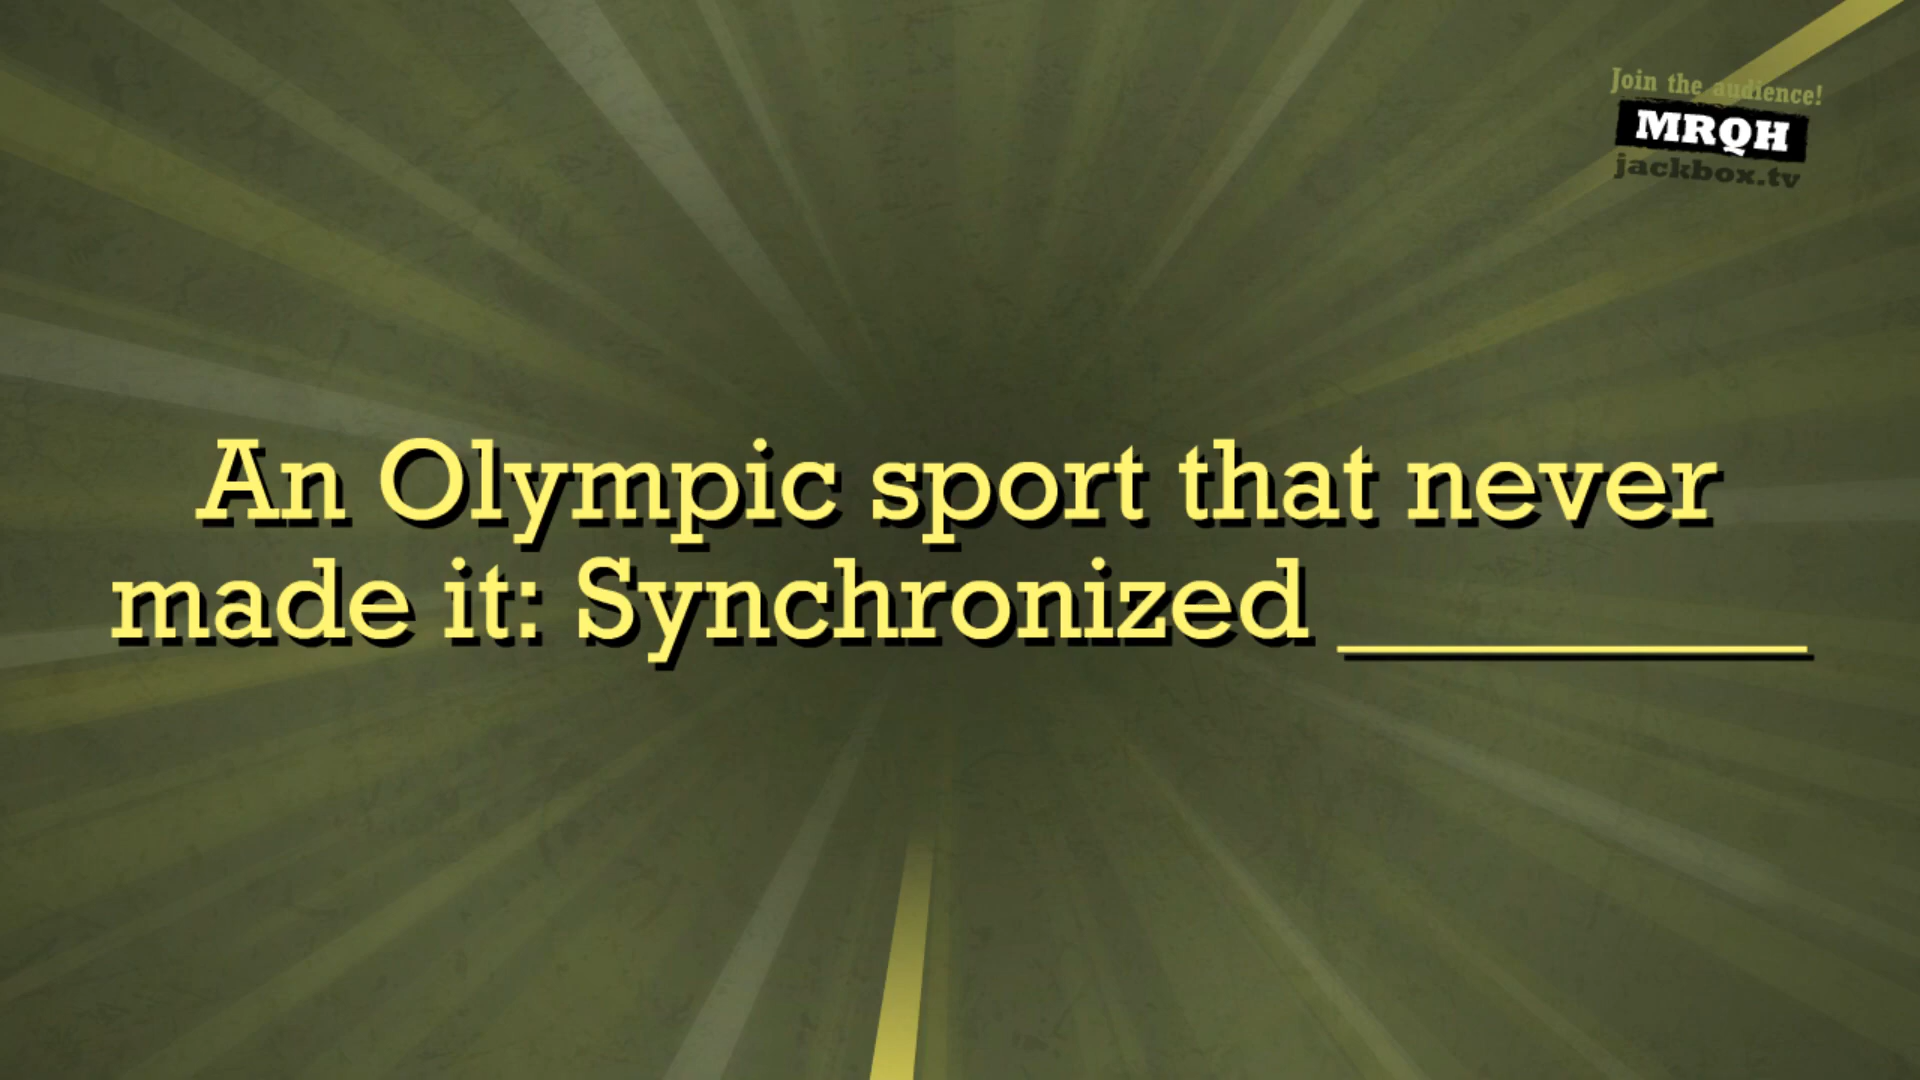 Join the audience!
MRQH
jackbox.tv
An Olympic sport that never
made it: Synchronized ________